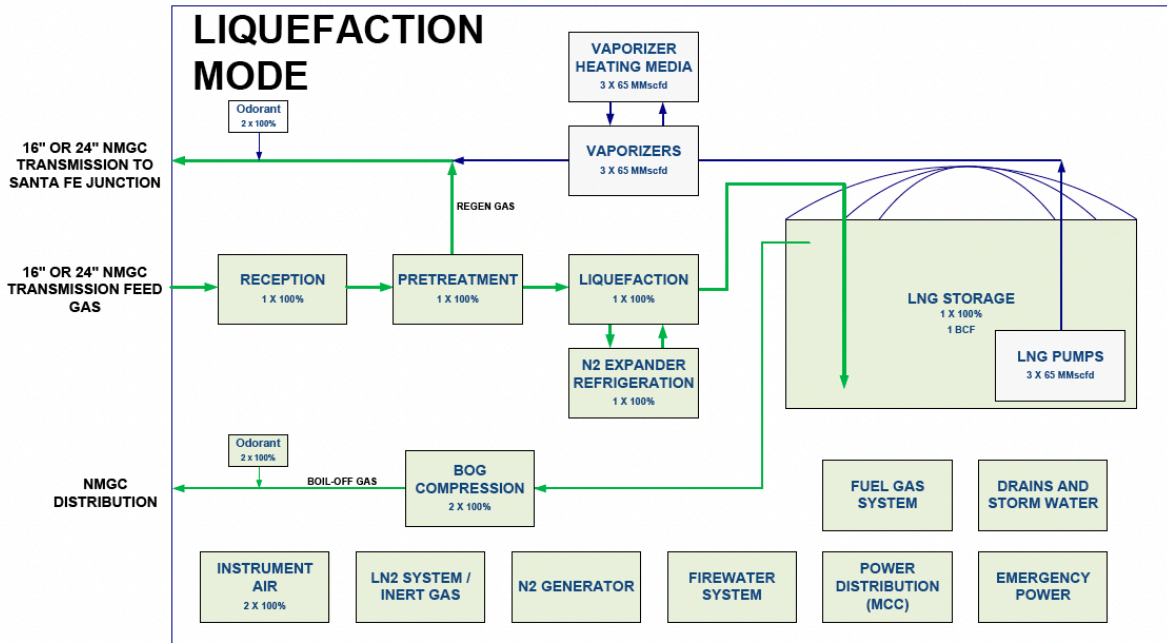 LIQUEFACTION
MODE
VAPORIZER
HEATING MEDIA
3 X 65 MMscfd
Odorant
2 x 100%
16" OR 24" NMGC
TRANSMISSION TO
SANTA FE JUNCTION
VAPORIZERS
3 X 65 MMscfd
REGEN GAS
16" OR 24" NMGC
TRANSMISSION FEED
GAS
RECEPTION
1 X 100%
PRETREATMENT
1 X 100%
LIQUEFACTION
1 X 100%
LNG STORAGE
1 X 100%
1 BCF
LNG PUMPS
3 X 65 MMscfd
N2 EXPANDER
REFRIGERATION
1 X 100%
Odorant
2 x 100%
NMGC
DISTRIBUTION
BOIL-OFF GAS
BOG
COMPRESSION
2 X 100%
FUEL GAS
SYSTEM
DRAINS AND
STORM WATER
INSTRUMENT
AIR
2 X 100%
LN2 SYSTEM /
INERT GAS
N2 GENERATOR
FIREWATER
SYSTEM
POWER
DISTRIBUTION
(MCC)
EMERGENCY
POWER